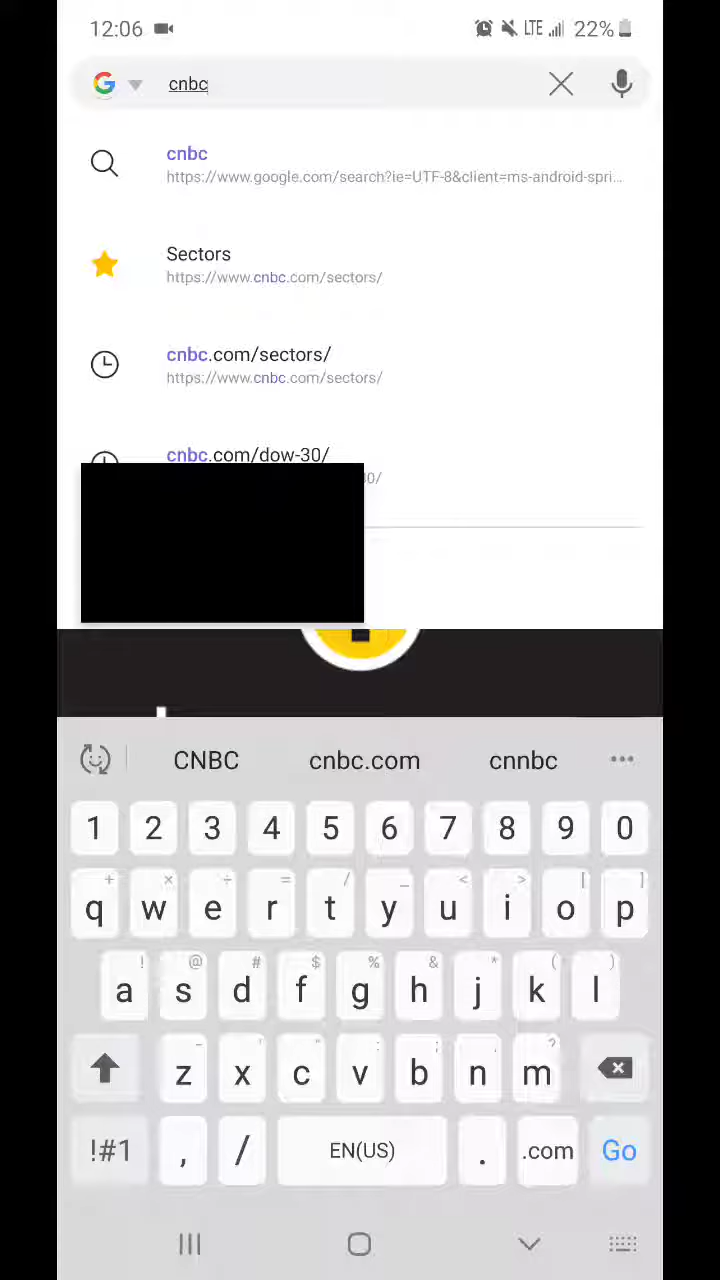 12:06 LTE 22%
cnbc
cnbc
https://www.google.com/search?ie=UTF-8&client=ms-android-spri...
Sectors
https://www.cnbc.com/sectors/
cnbc.com/sectors/
https://www.cnbc.com/sectors/
cnbc.com/dow-30/
30/
CNBC cnbc.com cnnbc
1 2 3 4 5 6 7 8 9 0
+ × ÷ = / _ < > [ ]
q w e r t y u i o p
! @ # $ % & * ( )
a s d f g h j k l
- ' " : ; , ?
z x c v b n m
!#1 , / EN(US) . .com Go